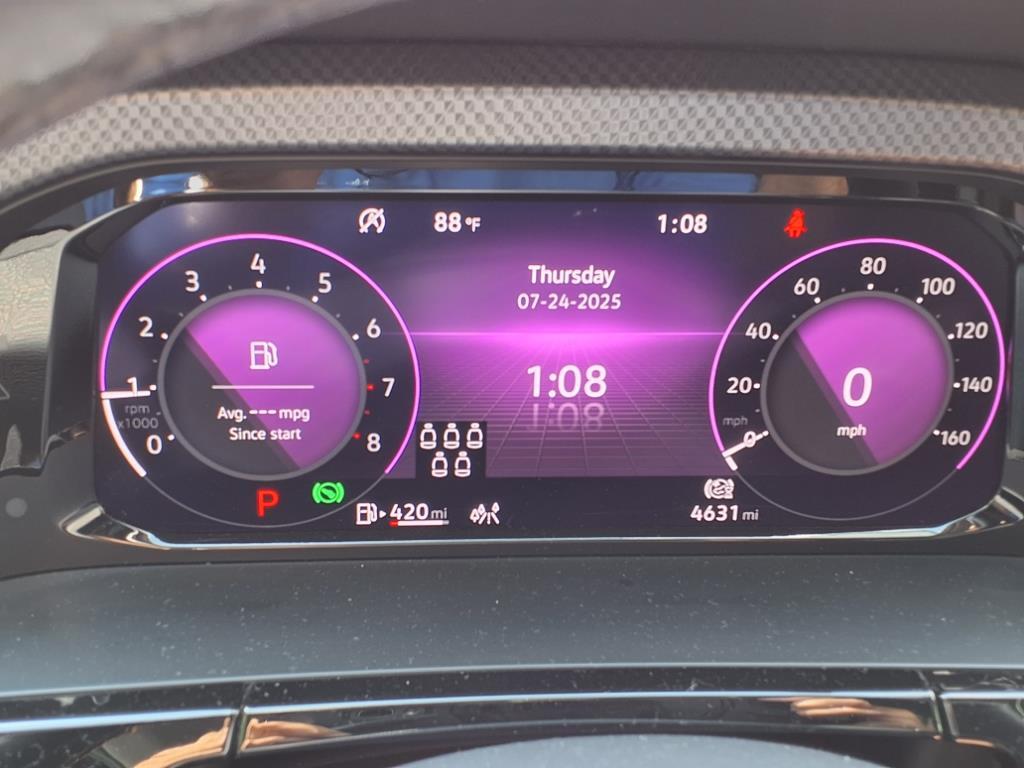 88°F
1:08
Thursday
07-24-2025
1:08
0
1
2
3
4
5
6
7
8
rpm
x1000
Avg. --- mpg
Since start
0
20
40
60
80
100
120
140
160
mph
0
mph
P
420 mi
4631 mi